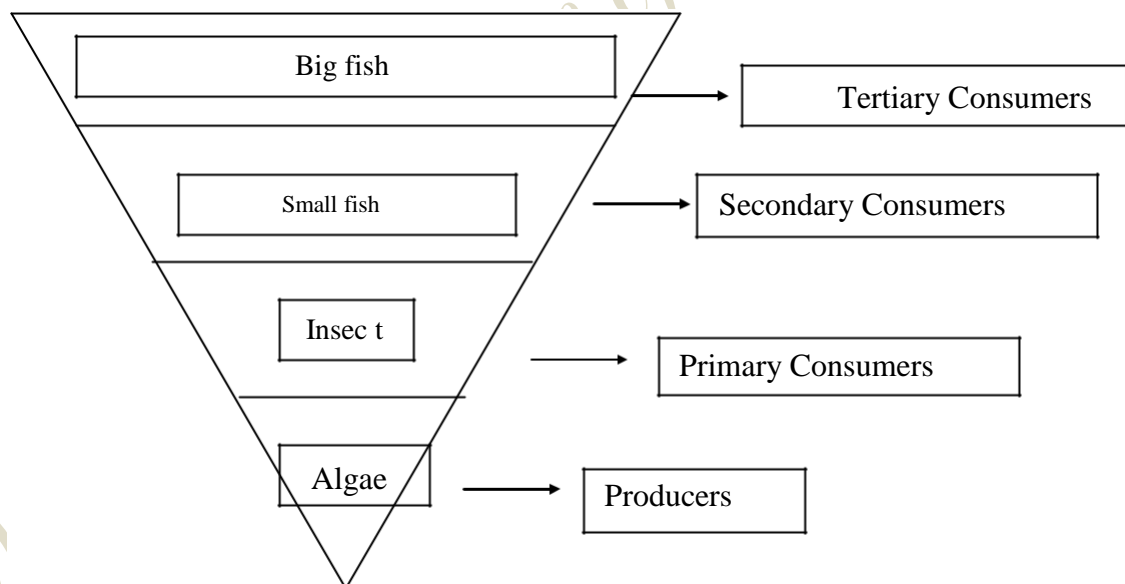 Big fish
Tertiary Consumers
Small fish
Secondary Consumers
Insec t
Primary Consumers
Algae
Producers